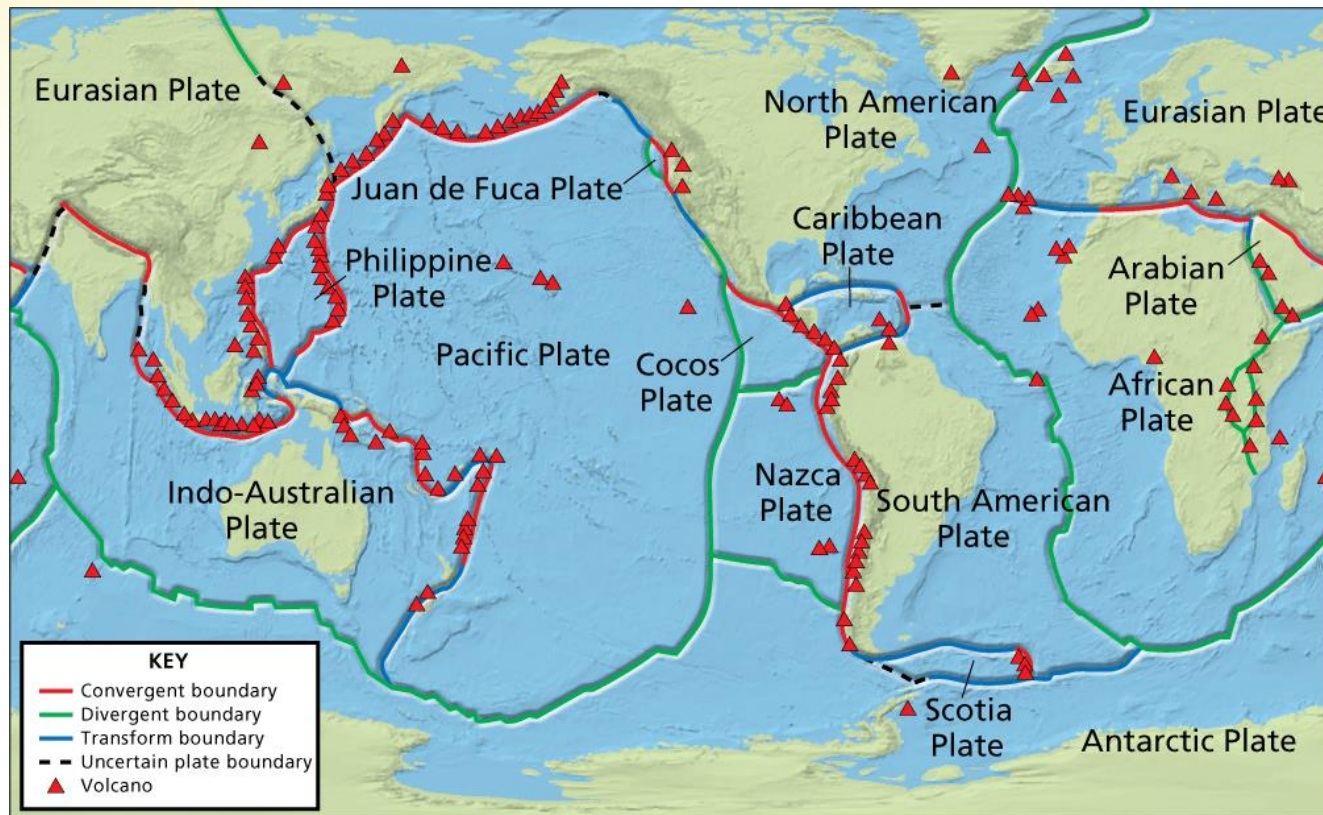 Eurasian Plate
North American
Plate
Eurasian Plate
Juan de Fuca Plate
Caribbean
Plate
Philippine
Plate
Arabian
Plate
Pacific Plate
Cocos
Plate
African
Plate
Indo-Australian
Plate
Nazca
Plate
South American
Plate
Scotia
Plate
Antarctic Plate
KEY
Convergent boundary
Divergent boundary
Transform boundary
Uncertain plate boundary
Volcano